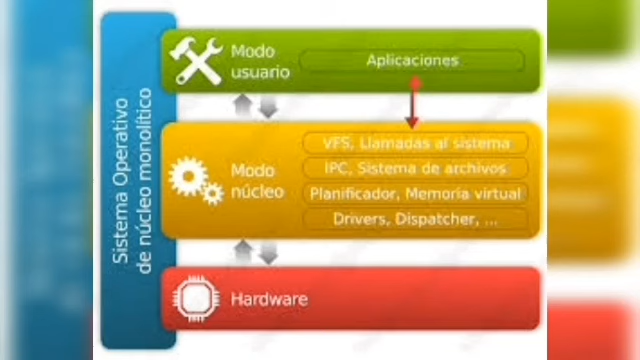 Sistema Operativo
de núcleo monolítico
Modo
usuario
Aplicaciones
Modo
núcleo
VFS, Llamadas al sistema
IPC, Sistema de archivos
Planificador, Memoria virtual
Drivers, Dispatcher, ...
Hardware